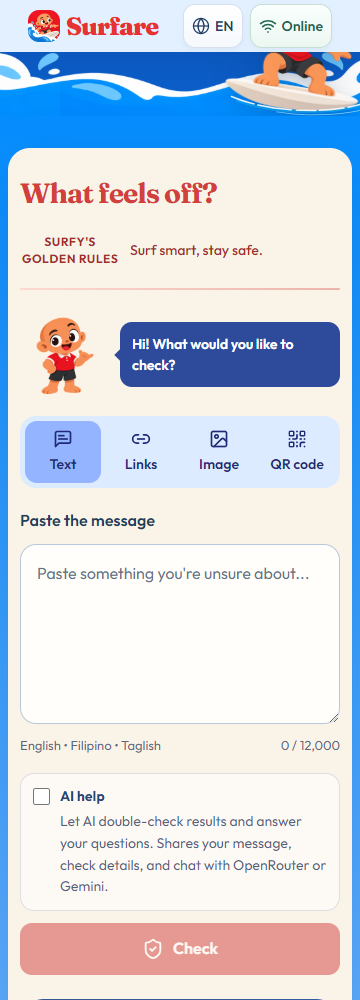 Surfare
EN
Online
What feels off?
SURFY'S
GOLDEN RULES
Surf smart, stay safe.
Hi! What would you like to
check?
Text
Links
Image
QR code
Paste the message
Paste something you're unsure about...
English • Filipino • Taglish
0 / 12,000
AI help
Let AI double-check results and answer
your questions. Shares your message,
check details, and chat with OpenRouter or
Gemini.
Check